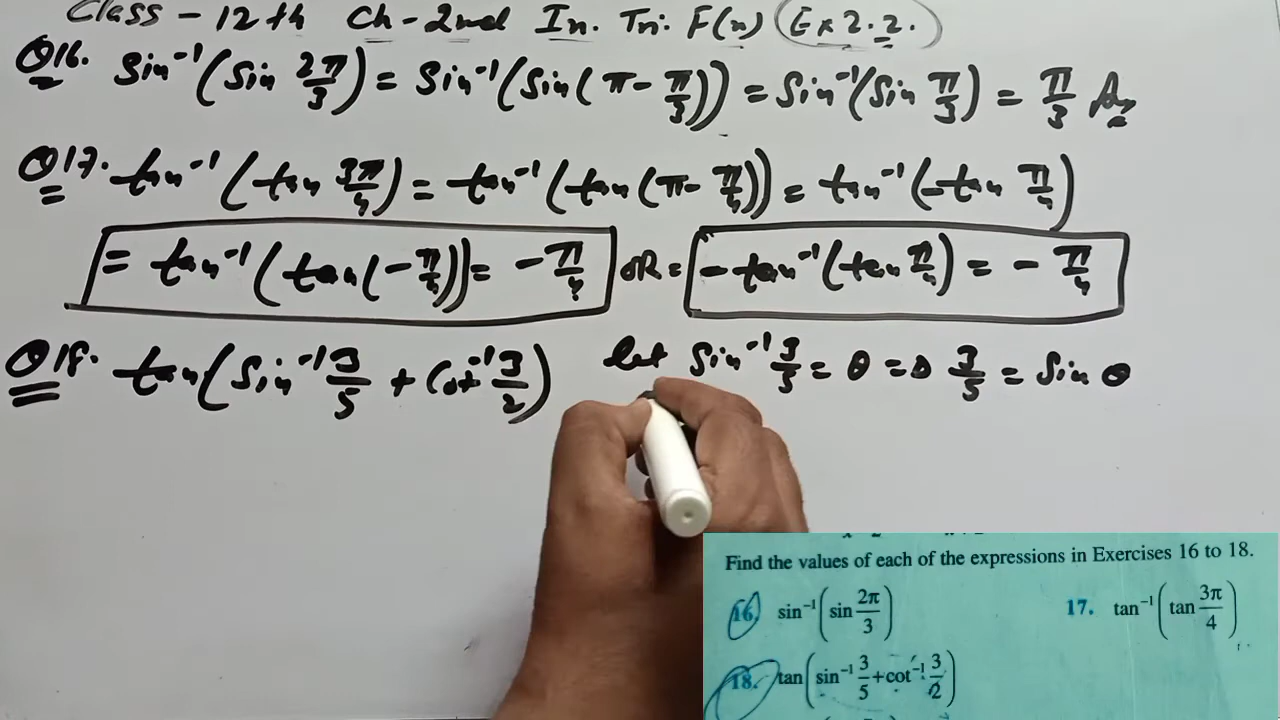 Class - 12th Ch - 2nd In. Tri. F(n) (Ex 2.2.)
Q16. Sin⁻¹(Sin 2π/3) = Sin⁻¹(Sin(π - π/3)) = Sin⁻¹(Sin π/3) = π/3 Ans
Q17. tan⁻¹(tan 3π/4) = tan⁻¹(tan(π - π/4)) = tan⁻¹(-tan π/4)
= tan⁻¹(tan(-π/4)) = -π/4 OR = -tan⁻¹(tan π/4) = -π/4
Q18. tan(Sin⁻¹ 3/5 + Cot⁻¹ 3/2) let Sin⁻¹ 3/5 = θ => 3/5 = Sin θ
Find the values of each of the expressions in Exercises 16 to 18.
16. sin⁻¹(sin 2π/3) 17. tan⁻¹(tan 3π/4)
18. tan(sin⁻¹ 3/5 + cot⁻¹ 3/2)